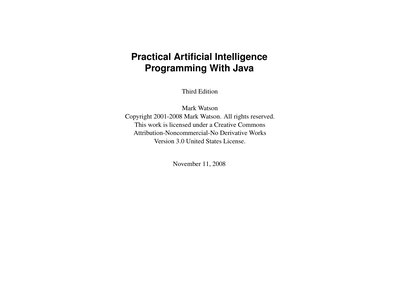 Practical Artificial Intelligence
Programming With Java
Third Edition
Mark Watson
Copyright 2001-2008 Mark Watson. All rights reserved.
This work is licensed under a Creative Commons
Attribution-Noncommercial-No Derivative Works
Version 3.0 United States License.
November 11, 2008